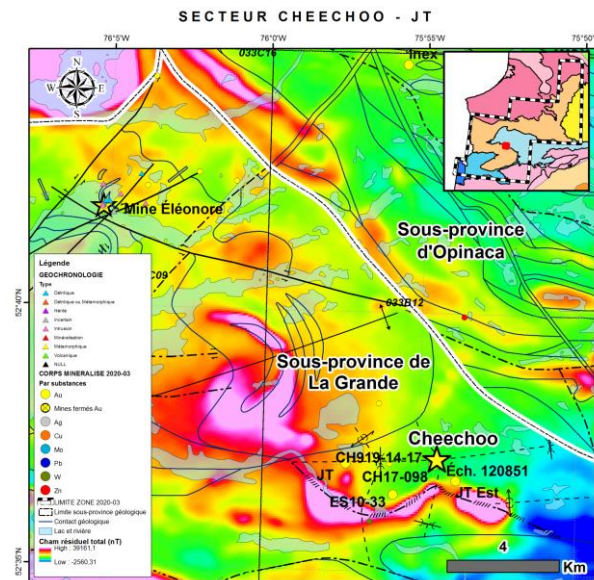 SECTEUR CHEECHOO - JT
76°5'W
76°0'W
75°55'W
75°50'
033C16
Inex
N
W
E
S
Mine Éléonore
Sous-province
d'Opinaca
C09
033B12
52°40'N
Sous-province de
La Grande
Cheechoo
CH919-14-17
Éch. 120851
JT
CH17-098
JT Est
ES10-33
52°35'N
Légende
GEOCHRONOLOGIE
Type
Détritique
Détritique ou Métamorphique
Hérité
Incertain
Intrusion
Minéralisation
Métamorphique
Volcanique
NULL
CORPS MINERALISE 2020-03
Par substances
Au
Mines fermés Au
Ag
Cu
Mo
Pb
W
Zn
LIMITE ZONE 2020-03
Limite sous-province géologique
Contact géologique
Lac et rivière
Cham résiduel total (nT)
High : 39161,1
Low : -2560,31
4
Km